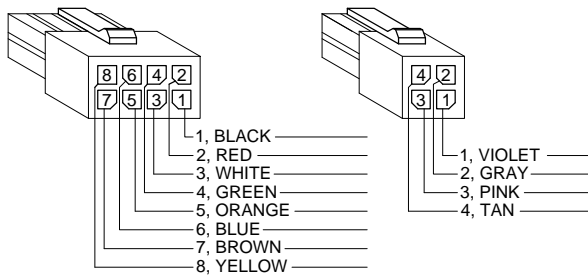 8 6 4 2
7 5 3 1
1, BLACK
2, RED
3, WHITE
4, GREEN
5, ORANGE
6, BLUE
7, BROWN
8, YELLOW
4 2
3 1
1, VIOLET
2, GRAY
3, PINK
4, TAN